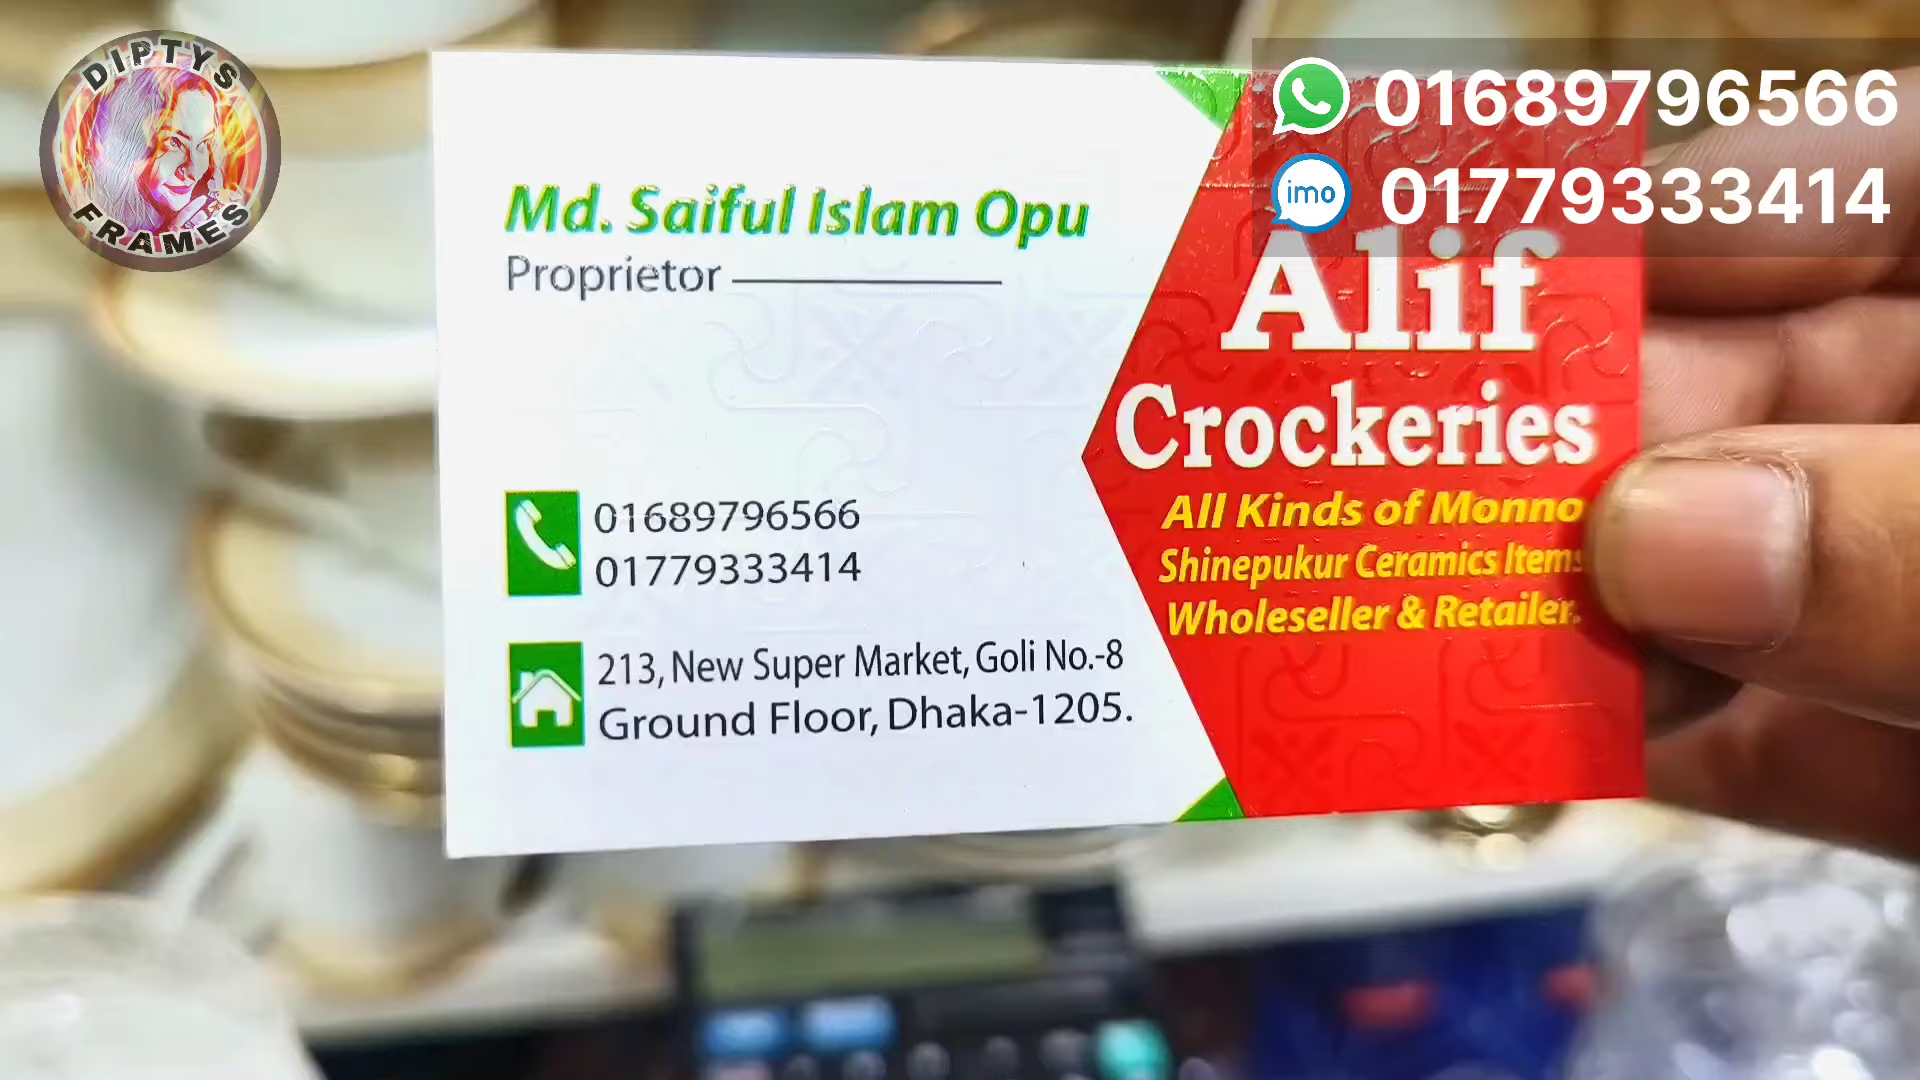 DIPTYS
FRAMES
01689796566
imo 01779333414
Md. Saiful Islam Opu
Proprietor
01689796566
01779333414
213, New Super Market, Goli No.-8
Ground Floor, Dhaka-1205.
Alif
Crockeries
All Kinds of Monno
Shinepukur Ceramics Items
Wholeseller & Retailer.